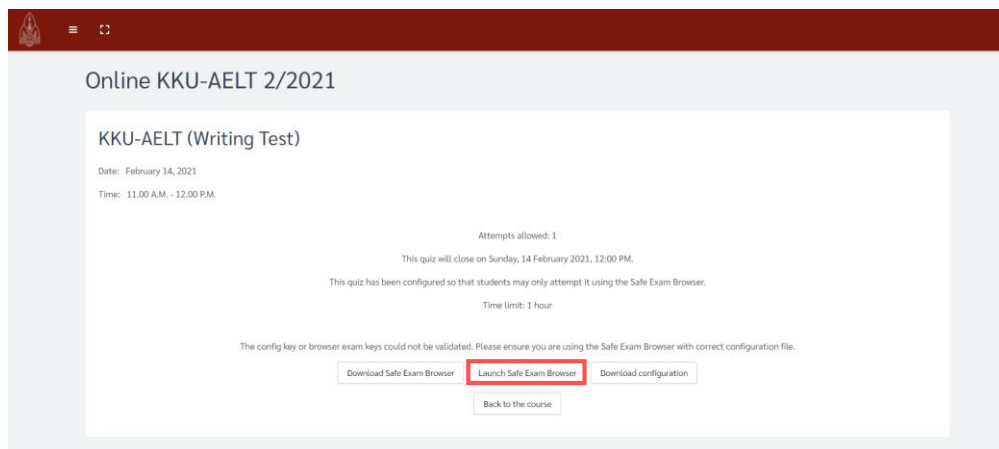 Online KKU-AELT 2/2021
KKU-AELT (Writing Test)
Date: February 14, 2021
Time: 11.00 A.M. - 12.00 P.M.
Attempts allowed: 1
This quiz will close on Sunday, 14 February 2021, 12:00 PM.
This quiz has been configured so that students may only attempt it using the Safe Exam Browser.
Time limit: 1 hour
The config key or browser exam keys could not be validated. Please ensure you are using the Safe Exam Browser with correct configuration file.
Download Safe Exam Browser Launch Safe Exam Browser Download configuration
Back to the course